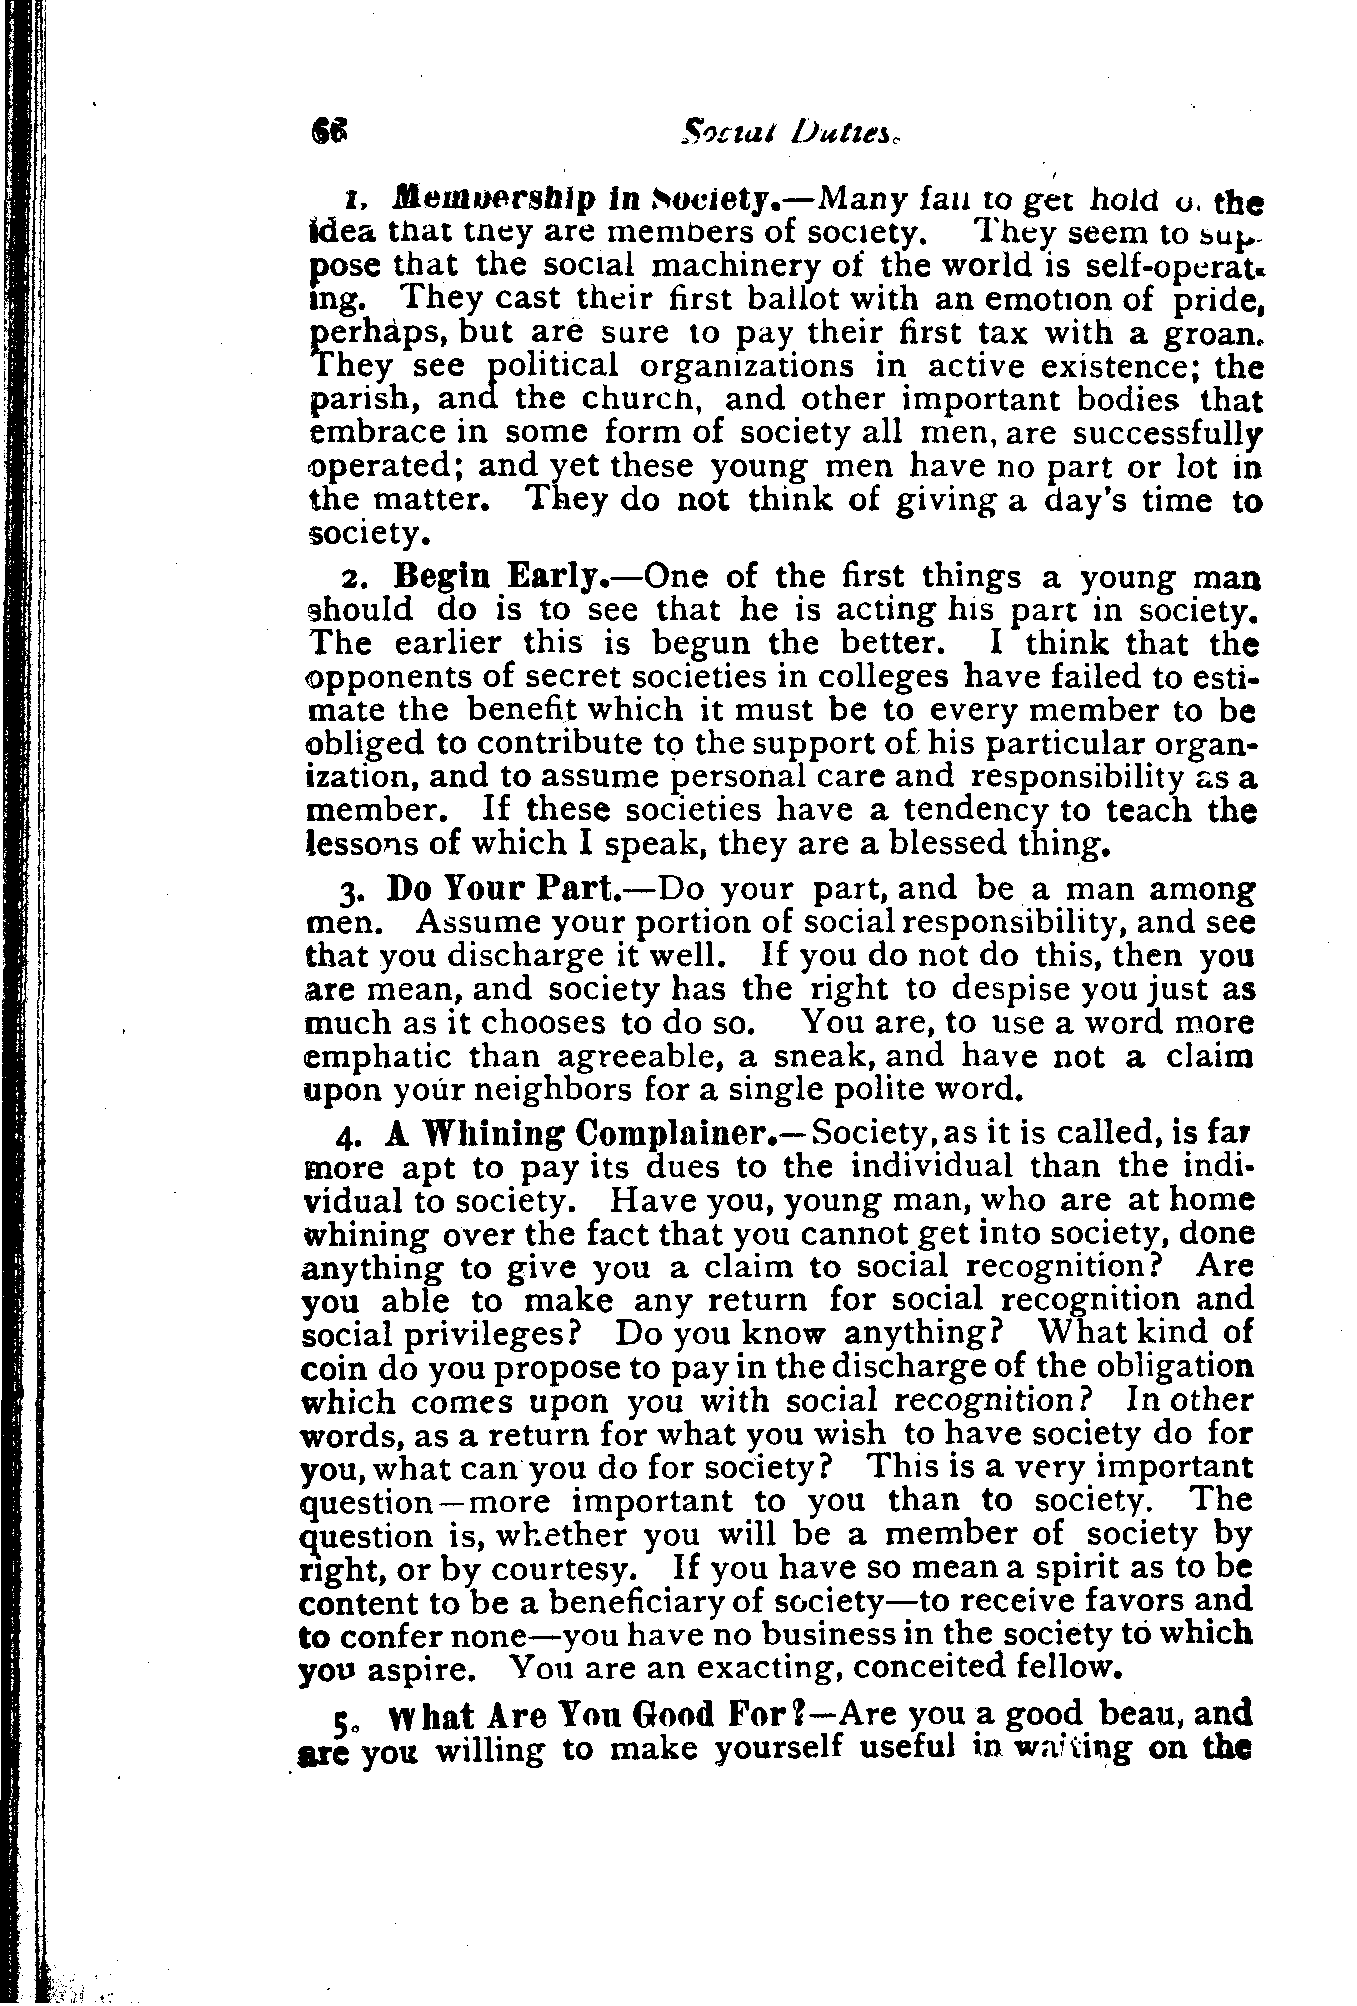 66 Social Duties.
1. Membership in Society.—Many fail to get hold o. the
idea that they are members of society. They seem to sup-
pose that the social machinery of the world is self-operat-
ing. They cast their first ballot with an emotion of pride,
perhaps, but are sure to pay their first tax with a groan.
They see political organizations in active existence; the
parish, and the church, and other important bodies that
embrace in some form of society all men, are successfully
operated; and yet these young men have no part or lot in
the matter. They do not think of giving a day's time to
society.
2. Begin Early.—One of the first things a young man
should do is to see that he is acting his part in society.
The earlier this is begun the better. I think that the
opponents of secret societies in colleges have failed to esti-
mate the benefit which it must be to every member to be
obliged to contribute to the support of his particular organ-
ization, and to assume personal care and responsibility as a
member. If these societies have a tendency to teach the
lessons of which I speak, they are a blessed thing.
3. Do Your Part.—Do your part, and be a man among
men. Assume your portion of social responsibility, and see
that you discharge it well. If you do not do this, then you
are mean, and society has the right to despise you just as
much as it chooses to do so. You are, to use a word more
emphatic than agreeable, a sneak, and have not a claim
upon your neighbors for a single polite word.
4. A Whining Complainer.—Society, as it is called, is far
more apt to pay its dues to the individual than the indi-
vidual to society. Have you, young man, who are at home
whining over the fact that you cannot get into society, done
anything to give you a claim to social recognition? Are
you able to make any return for social recognition and
social privileges? Do you know anything? What kind of
coin do you propose to pay in the discharge of the obligation
which comes upon you with social recognition? In other
words, as a return for what you wish to have society do for
you, what can you do for society? This is a very important
question—more important to you than to society. The
question is, whether you will be a member of society by
right, or by courtesy. If you have so mean a spirit as to be
content to be a beneficiary of society—to receive favors and
to confer none—you have no business in the society to which
you aspire. You are an exacting, conceited fellow.
5. What Are You Good For?—Are you a good beau, and
are you willing to make yourself useful in waiting on the